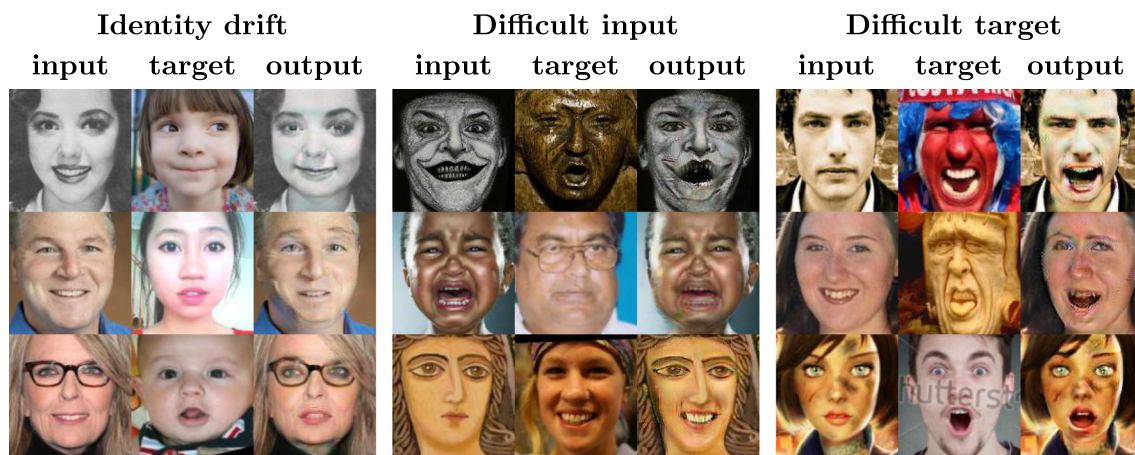 Identity drift
Difficult input
Difficult target
input target output
input target output
input target output